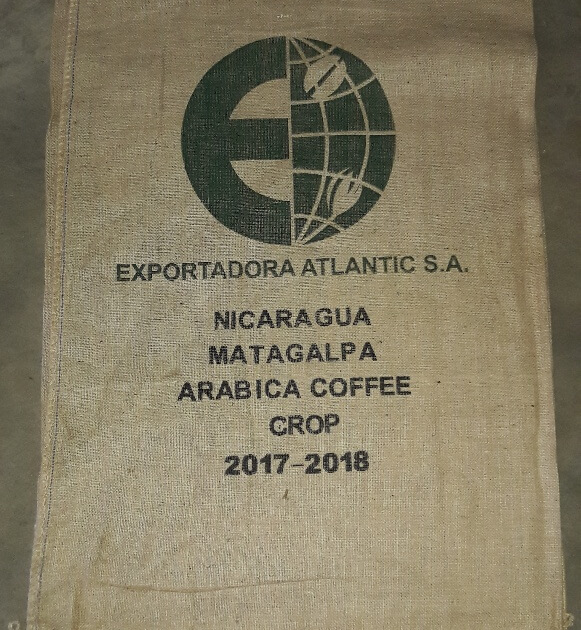 EXPORTADORA ATLANTIC S.A.
NICARAGUA
MATAGALPA
ARABICA COFFEE
CROP
2017-2018